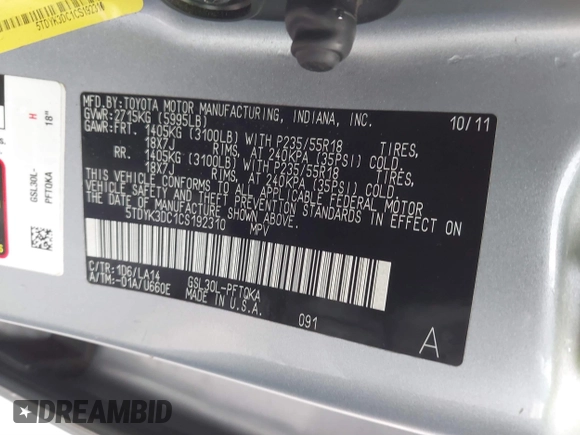 5TDYK3DC1CS192310
H
18"
GSL30L-
PFTQKA
MFD.BY:TOYOTA MOTOR MANUFACTURING, INDIANA, INC.
10/11
GVWR: 2715KG (5995LB)
GAWR: FRT. 1405KG (3100LB) WITH P235/55R18 TIRES,
18X7J RIMS, AT 240KPA (35PSI) COLD.
RR. 1405KG (3100LB) WITH P235/55R18 TIRES,
18X7J RIMS, AT 240KPA (35PSI) COLD.
THIS VEHICLE CONFORMS TO ALL APPLICABLE FEDERAL MOTOR
VEHICLE SAFETY AND THEFT PREVENTION STANDARDS IN EFFECT ON
THE DATE OF MANUFACTURE SHOWN ABOVE.
5TDYK3DC1CS192310 MPV
C/TR: 1D6/LA14 GSL30L-PFTQKA
A/TM:-01A/U660E MADE IN U.S.A.
091
A
DREAMBID